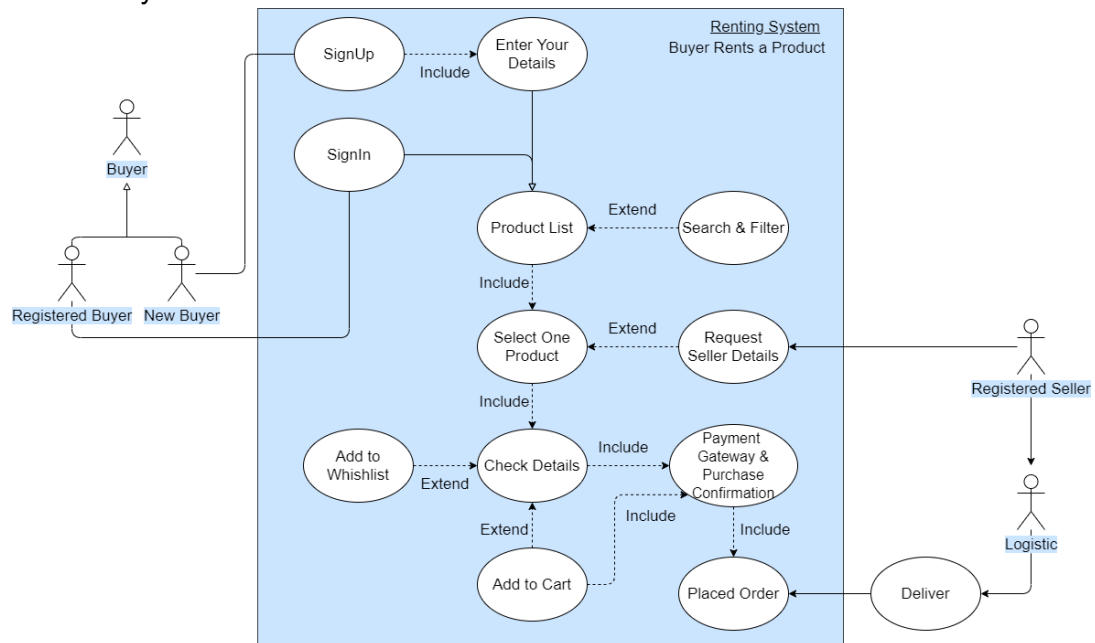 Renting System
Buyer Rents a Product
SignUp
Include
Enter Your
Details
SignIn
Buyer
Product List
Extend
Search & Filter
Registered Buyer
New Buyer
Include
Select One
Product
Extend
Request
Seller Details
Registered Seller
Include
Add to
Whishlist
Extend
Check Details
Include
Payment
Gateway &
Purchase
Confirmation
Extend
Include
Include
Logistic
Add to Cart
Placed Order
Deliver